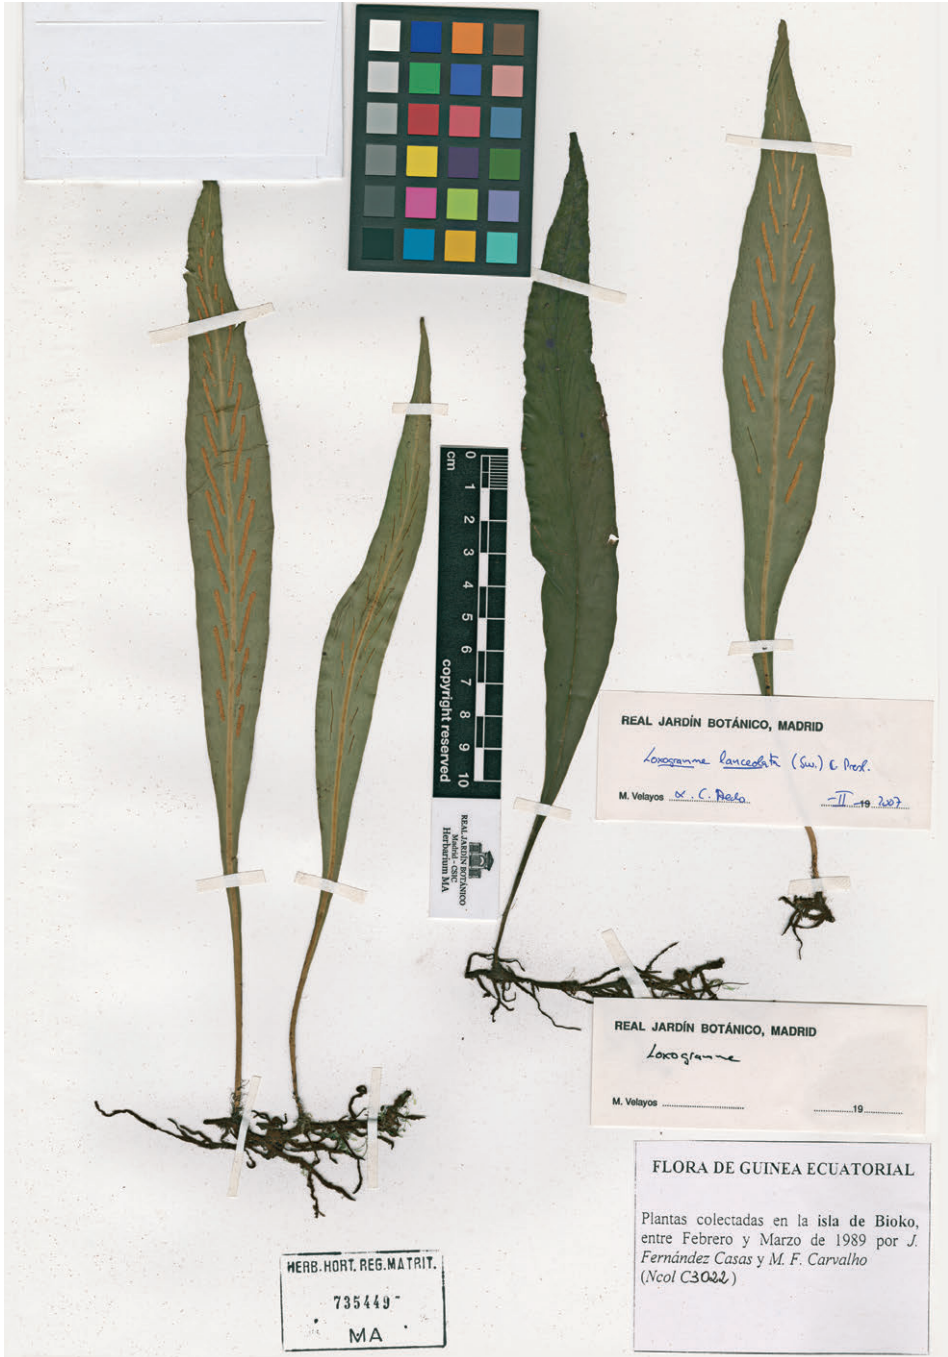 0
cm
1
2
3
4
5
6
7
8
9
10
copyright reserved
REAL JARDÍN BOTÁNICO
Madrid - CSIC
Herbarium MA
REAL JARDÍN BOTÁNICO, MADRID
Loxogramme lanceolata (Sw.) C. Presl.
M. Velayos & C. Aedo -II-19 2007
REAL JARDÍN BOTÁNICO, MADRID
Loxogramme
M. Velayos ........................ ............19............
FLORA DE GUINEA ECUATORIAL
Plantas colectadas en la isla de Bioko,
entre Febrero y Marzo de 1989 por J.
Fernández Casas y M. F. Carvalho
(Ncol C3022)
HERB. HORT. REG. MATRIT.
735449
MA